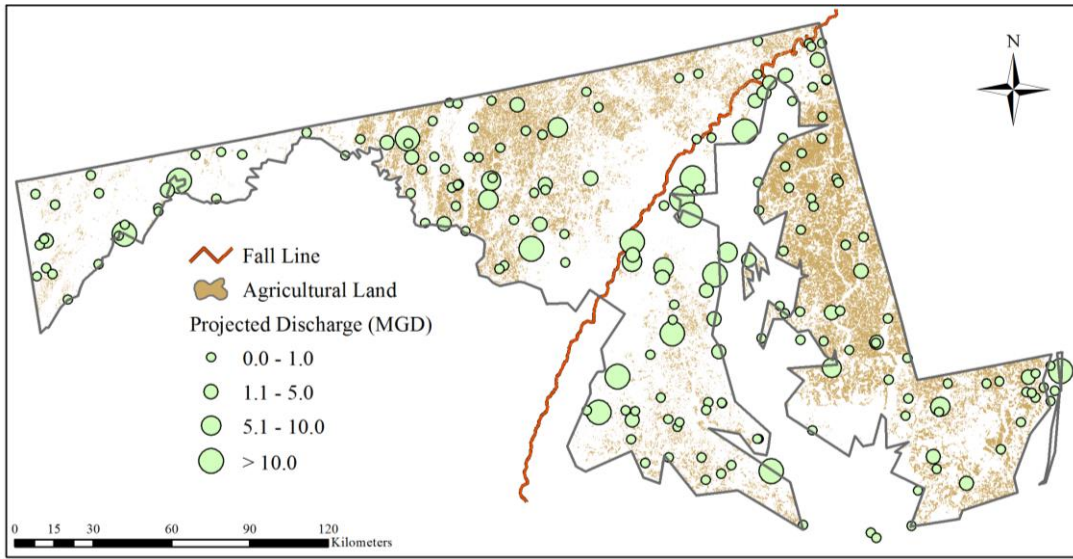 N
Fall Line
Agricultural Land
Projected Discharge (MGD)
0.0 - 1.0
1.1 - 5.0
5.1 - 10.0
> 10.0
0 15 30 60 90 120
Kilometers